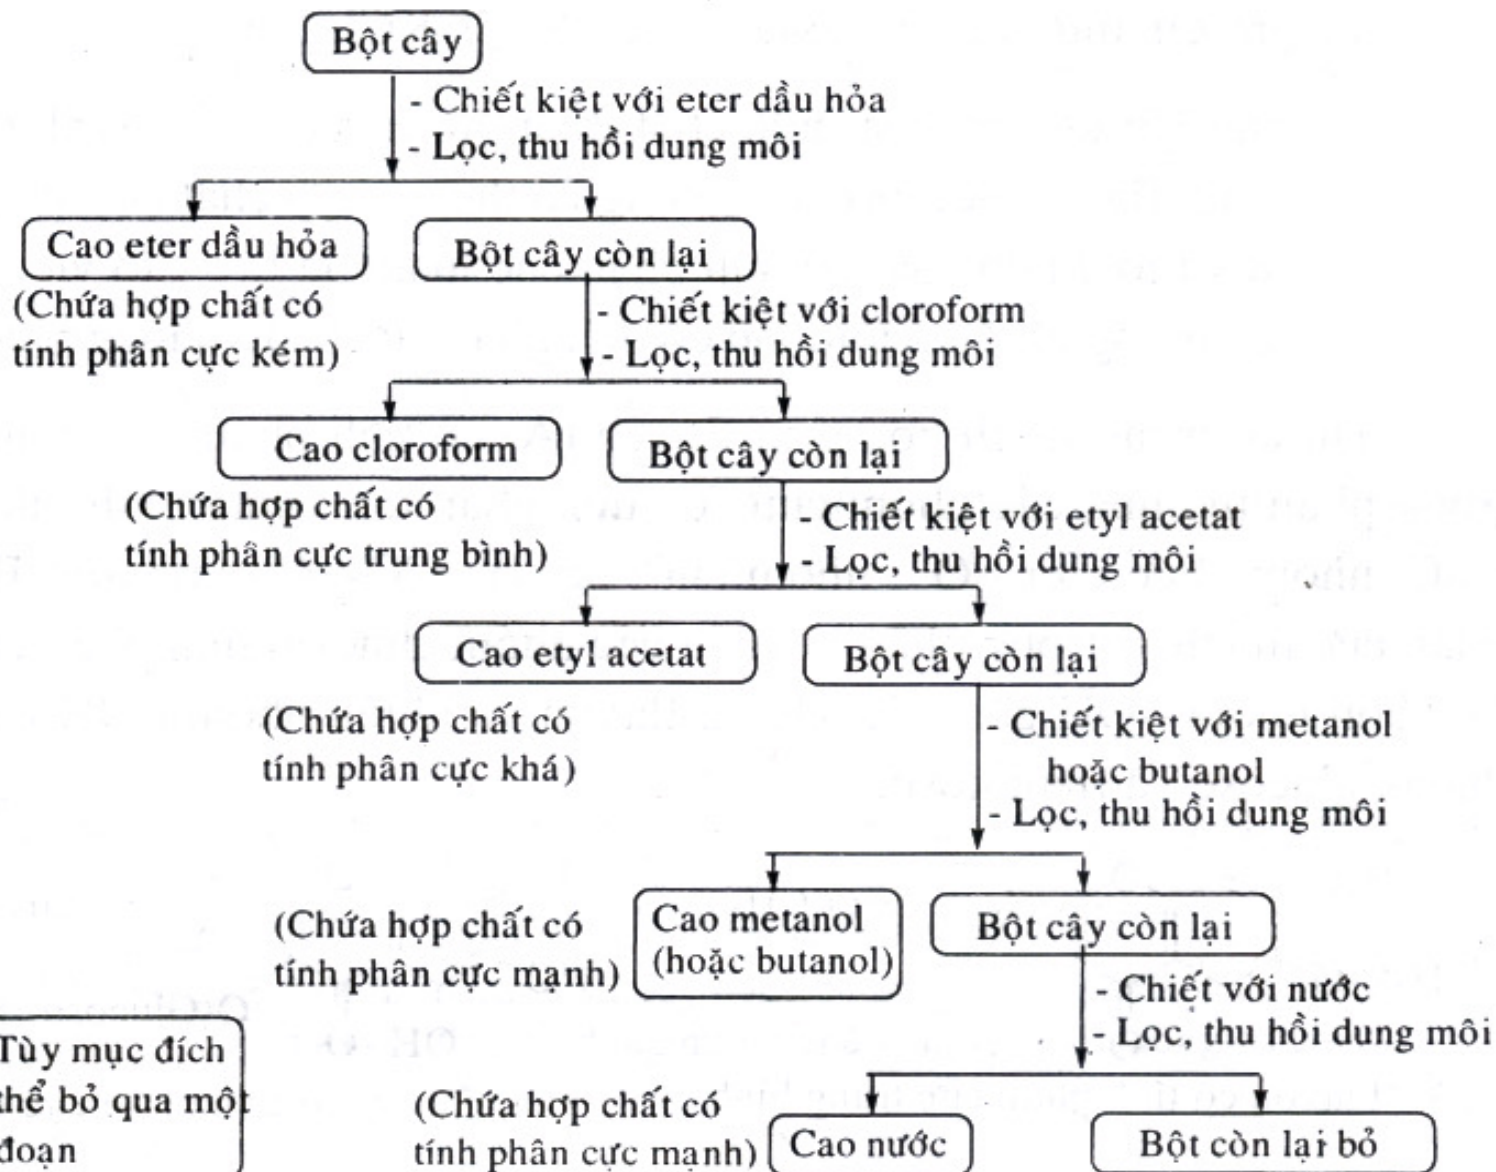 Bột cây
- Chiết kiệt với eter dầu hỏa
- Lọc, thu hồi dung môi
Cao eter dầu hỏa
Bột cây còn lại
(Chứa hợp chất có
tính phân cực kém)
- Chiết kiệt với cloroform
- Lọc, thu hồi dung môi
Cao cloroform
Bột cây còn lại
(Chứa hợp chất có
tính phân cực trung bình)
- Chiết kiệt với etyl acetat
- Lọc, thu hồi dung môi
Cao etyl acetat
Bột cây còn lại
(Chứa hợp chất có
tính phân cực khá)
- Chiết kiệt với metanol
hoặc butanol
- Lọc, thu hồi dung môi
(Chứa hợp chất có
tính phân cực mạnh)
Cao metanol
(hoặc butanol)
Bột cây còn lại
- Chiết với nước
- Lọc, thu hồi dung môi
Tùy mục đích
thể bỏ qua một
đoạn
(Chứa hợp chất có
tính phân cực mạnh)
Cao nước
Bột còn lại bỏ